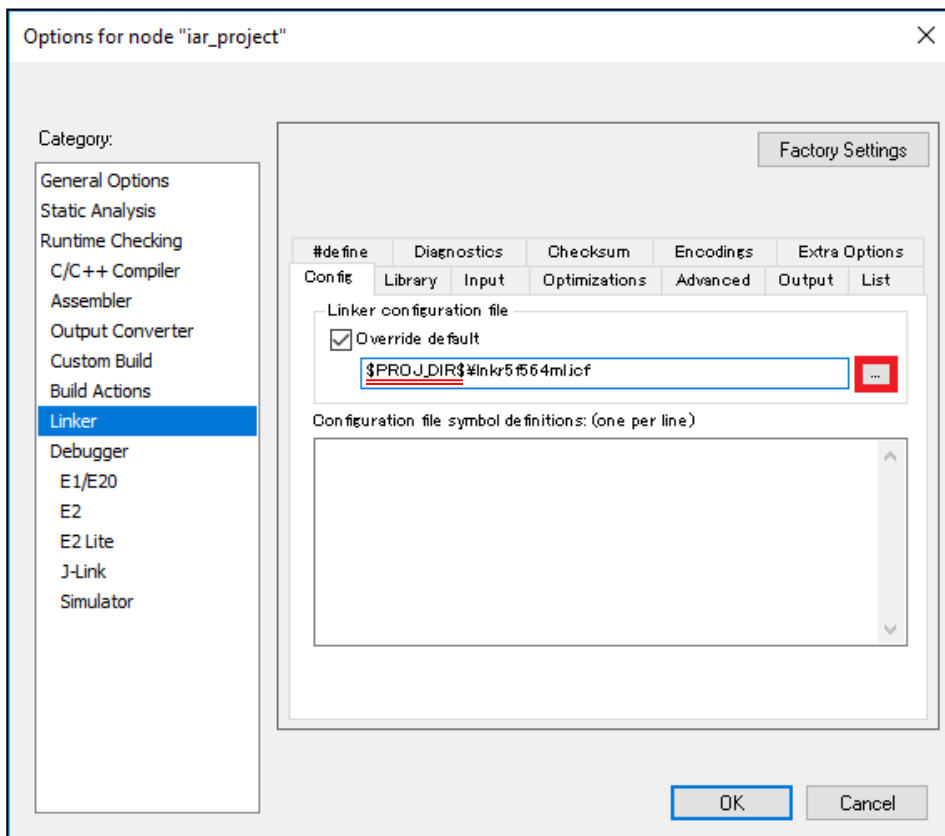 Options for node "iar_project"
Category:
General Options
Static Analysis
Runtime Checking
C/C++ Compiler
Assembler
Output Converter
Custom Build
Build Actions
Linker
Debugger
E1/E20
E2
E2 Lite
J-Link
Simulator
Factory Settings
#define Diagnostics Checksum Encodings Extra Options
Config Library Input Optimizations Advanced Output List
Linker configuration file
Override default
$PROJ_DIR$¥lnkr5f564ml.icf
...
Configuration file symbol definitions: (one per line)
OK Cancel